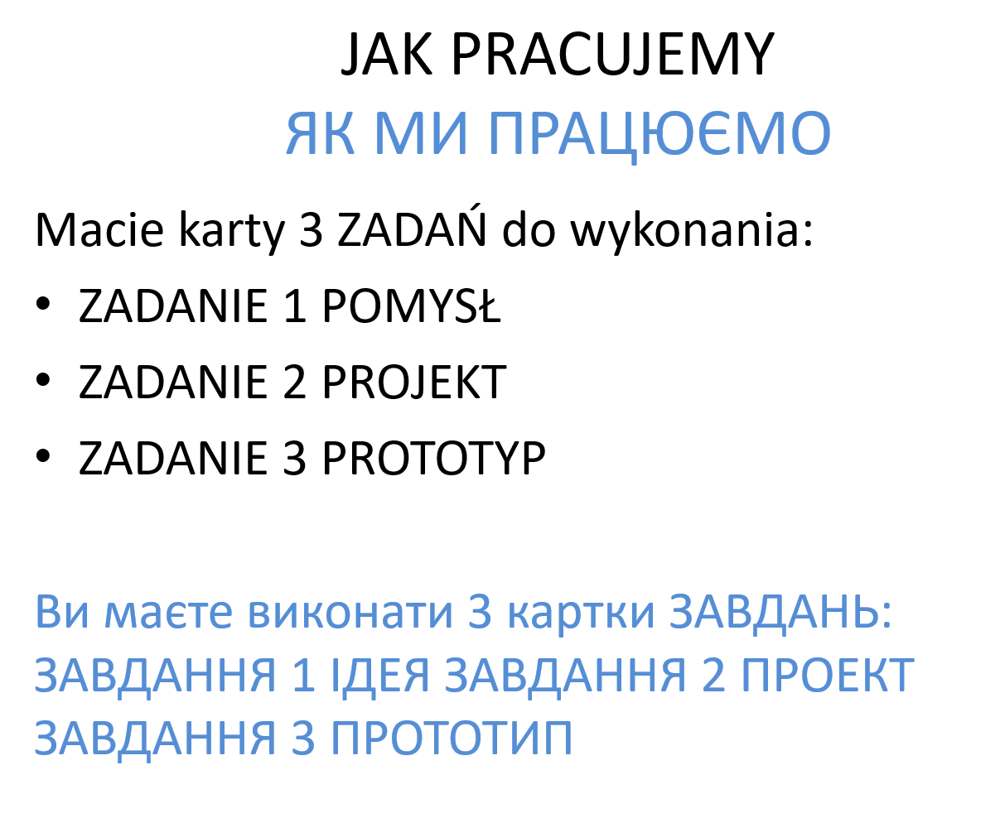 JAK PRACUJEMY
ЯК МИ ПРАЦЮЄМО
Macie karty 3 ZADAŃ do wykonania:
• ZADANIE 1 POMYSŁ
• ZADANIE 2 PROJEKT
• ZADANIE 3 PROTOTYP
Ви маєте виконати 3 картки ЗАВДАНЬ:
ЗАВДАННЯ 1 ІДЕЯ ЗАВДАННЯ 2 ПРОЕКТ
ЗАВДАННЯ 3 ПРОТОТИП